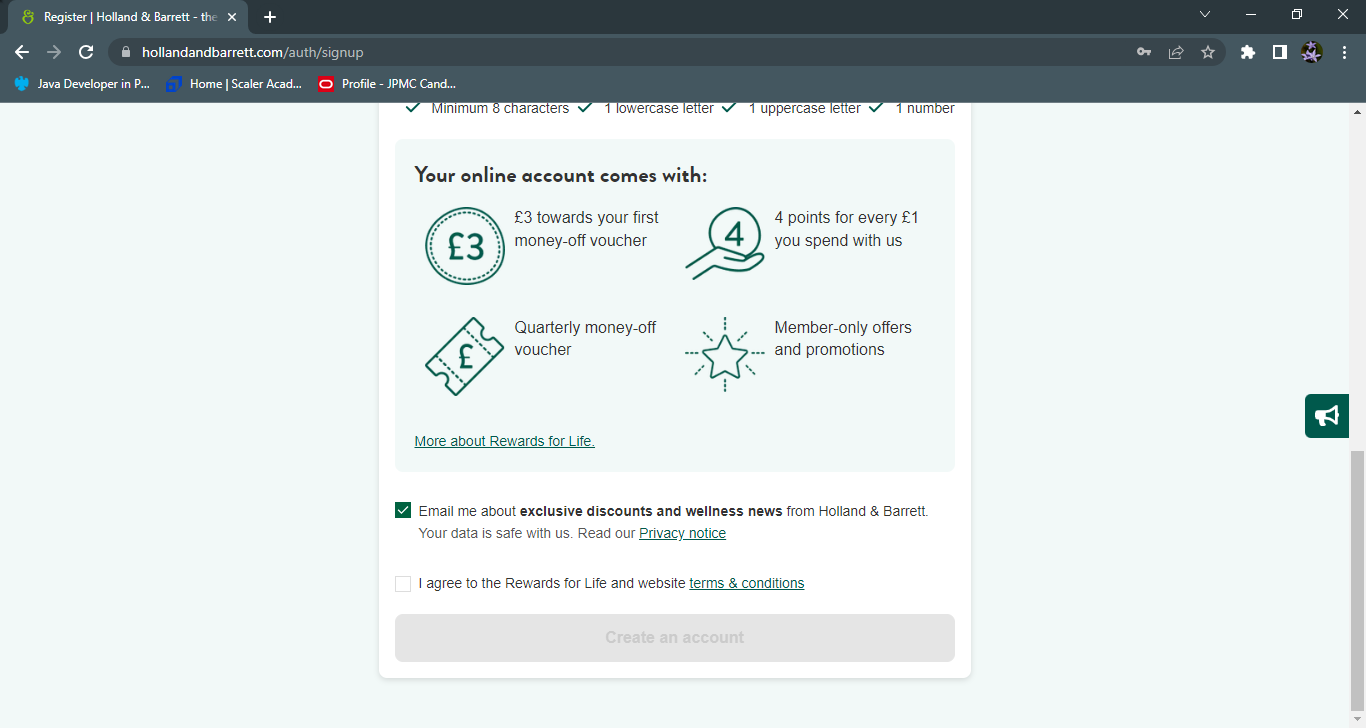 Register | Holland & Barrett - the
hollandandbarrett.com/auth/signup
Java Developer in P...
Home | Scaler Acad...
Profile - JPMC Cand...
Minimum 8 characters 1 lowercase letter 1 uppercase letter 1 number
Your online account comes with:
£3
£3 towards your first
money-off voucher
4
4 points for every £1
you spend with us
£
Quarterly money-off
voucher
Member-only offers
and promotions
More about Rewards for Life.
Email me about exclusive discounts and wellness news from Holland & Barrett.
Your data is safe with us. Read our Privacy notice
I agree to the Rewards for Life and website terms & conditions
Create an account